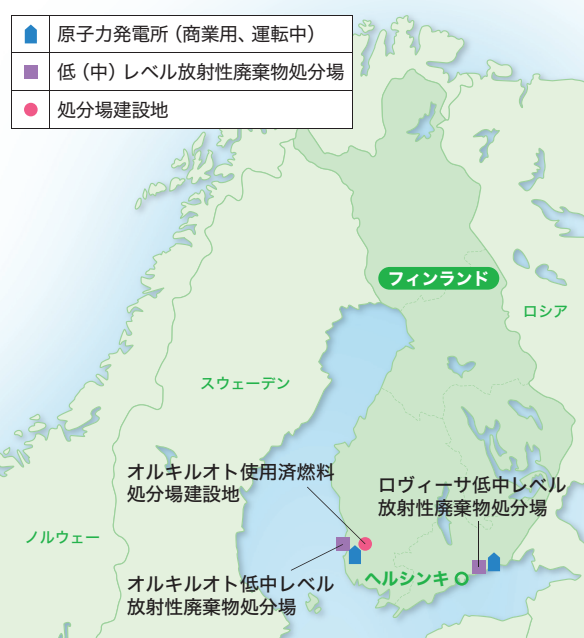 原子力発電所（商業用、運転中）
低（中）レベル放射性廃棄物処分場
処分場建設地
フィンランド
ロシア
スウェーデン
オルキルオト使用済燃料
処分場建設地
ロヴィーサ低中レベル
放射性廃棄物処分場
ノルウェー
ヘルシンキ
オルキルオト低中レベル
放射性廃棄物処分場